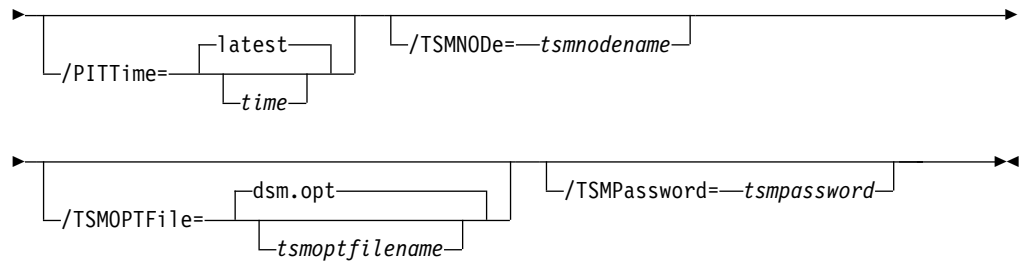 latest
/PITTime=
time
/TSMNODe= tsmnodename
dsm.opt
/TSMOPTFile=
tsmoptfilename
/TSMPassword= tsmpassword